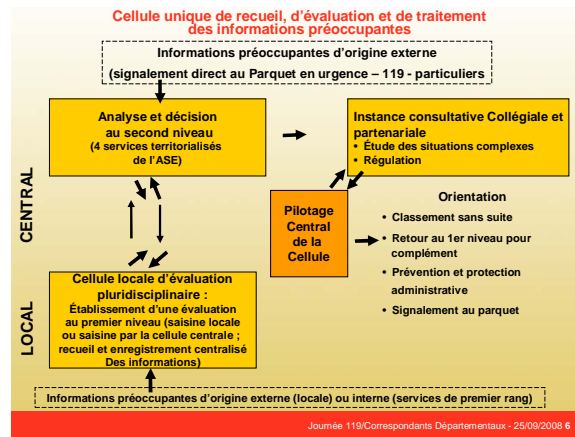 Cellule unique de recueil, d'évaluation et de traitement
des informations préoccupantes
Informations préoccupantes d'origine externe
(signalement direct au Parquet en urgence – 119 - particuliers
Analyse et décision
au second niveau
(4 services territorialisés
de l'ASE)
Instance consultative Collégiale et
partenariale
• Étude des situations complexes
• Régulation
CENTRAL
Pilotage
Central
de la
Cellule
Orientation
• Classement sans suite
• Retour au 1er niveau pour
complément
• Prévention et protection
administrative
• Signalement au parquet
LOCAL
Cellule locale d'évaluation
pluridisciplinaire :
Établissement d'une évaluation
au premier niveau (saisine locale
ou saisine par la cellule centrale ;
recueil et enregistrement centralisé
Des informations)
Informations préoccupantes d'origine externe (locale) ou interne (services de premier rang)
Journée 119/Correspondants Départementaux - 25/09/2008 6